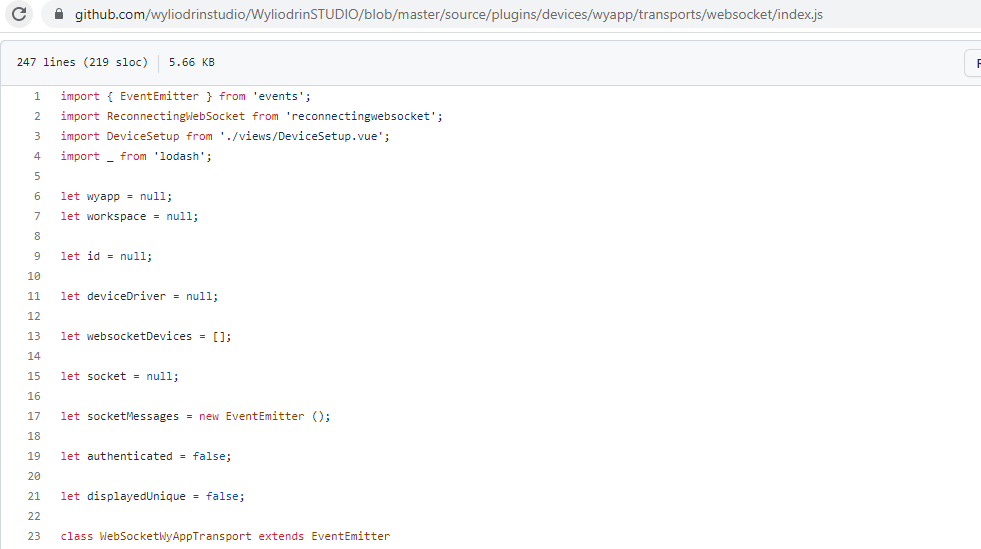 github.com/wyliodrinstudio/WyliodrinSTUDIO/blob/master/source/plugins/devices/wyapp/transports/websocket/index.js
247 lines (219 sloc) 5.66 KB
1 import { EventEmitter } from 'events';
2 import ReconnectingWebSocket from 'reconnectingwebsocket';
3 import DeviceSetup from './views/DeviceSetup.vue';
4 import _ from 'lodash';
5
6 let wyapp = null;
7 let workspace = null;
8
9 let id = null;
10
11 let deviceDriver = null;
12
13 let websocketDevices = [];
14
15 let socket = null;
16
17 let socketMessages = new EventEmitter ();
18
19 let authenticated = false;
20
21 let displayedUnique = false;
22
23 class WebSocketWyAppTransport extends EventEmitter